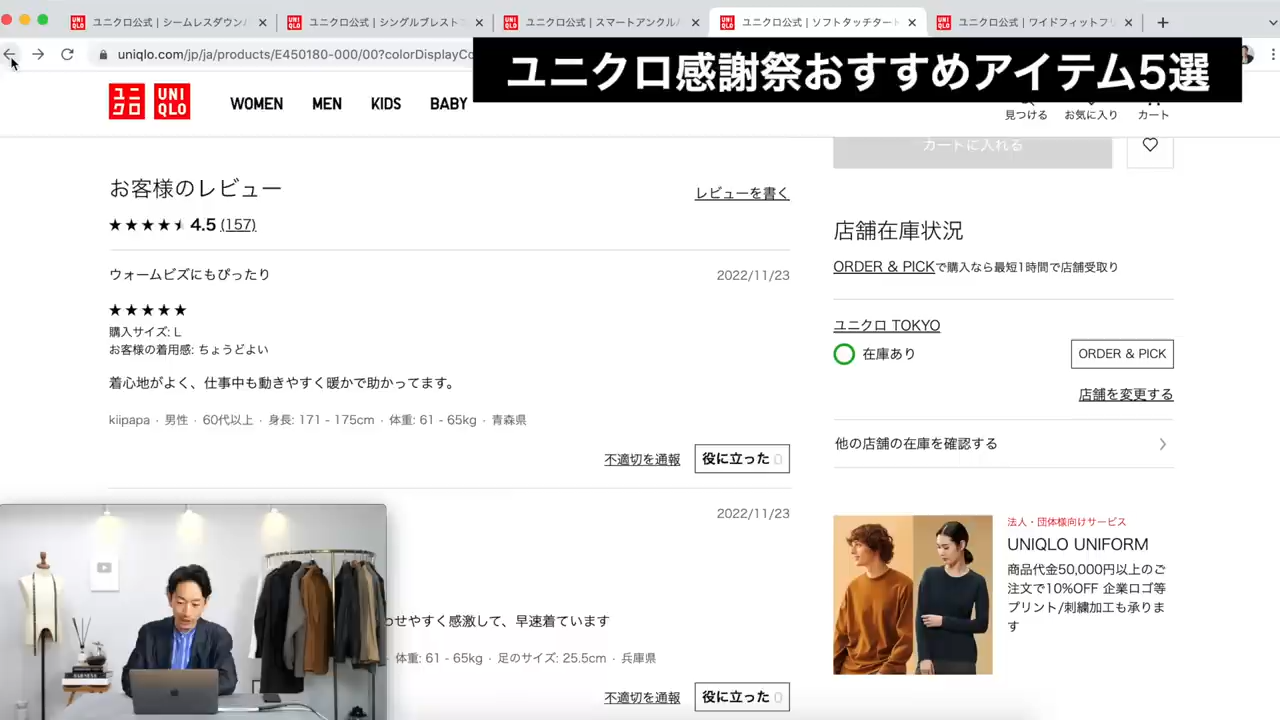 ユニクロ公式 | シームレスダウン
ユニクロ公式 | シングルブレスト
ユニクロ公式 | スマートアンクル
ユニクロ公式 | ソフトタッチタート
ユニクロ公式 | ワイドフィットフリ
uniqlo.com/jp/ja/products/E450180-000/00?colorDisplayCo
ユニクロ感謝祭おすすめアイテム5選
ユニクロ
UNIQLO
WOMEN
MEN
KIDS
BABY
見つける
お気に入り
カート
カートに入れる
お客様のレビュー
レビューを書く
4.5 (157)
ウォームビズにもぴったり
2022/11/23
購入サイズ: L
お客様の着用感: ちょうどよい
着心地がよく、仕事中も動きやすく暖かで助かってます。
kiipapa · 男性 · 60代以上 · 身長: 171 - 175cm · 体重: 61 - 65kg · 青森県
不適切を通報
役に立った 0
2022/11/23
わせやすく感激して、早速着ています
· 体重: 61 - 65kg · 足のサイズ: 25.5cm · 兵庫県
不適切を通報
役に立った 0
店舗在庫状況
ORDER & PICKで購入なら最短1時間で店舗受取り
ユニクロ TOKYO
在庫あり
ORDER & PICK
店舗を変更する
他の店舗の在庫を確認する
法人・団体様向けサービス
UNIQLO UNIFORM
商品代金50,000円以上のご
注文で10%OFF 企業ロゴ等
プリント/刺繍加工も承りま
す